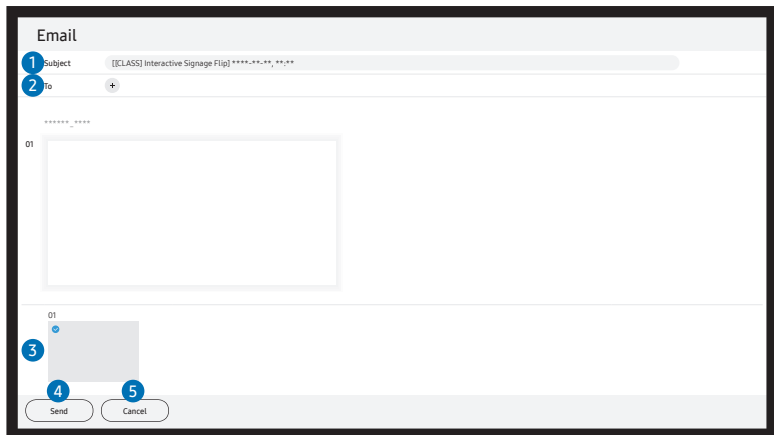 Email
1 Subject [[CLASS] Interactive Signage Flip] ****-**-**, **:**
2 To +
******_****
01
01
3
4 5
Send Cancel